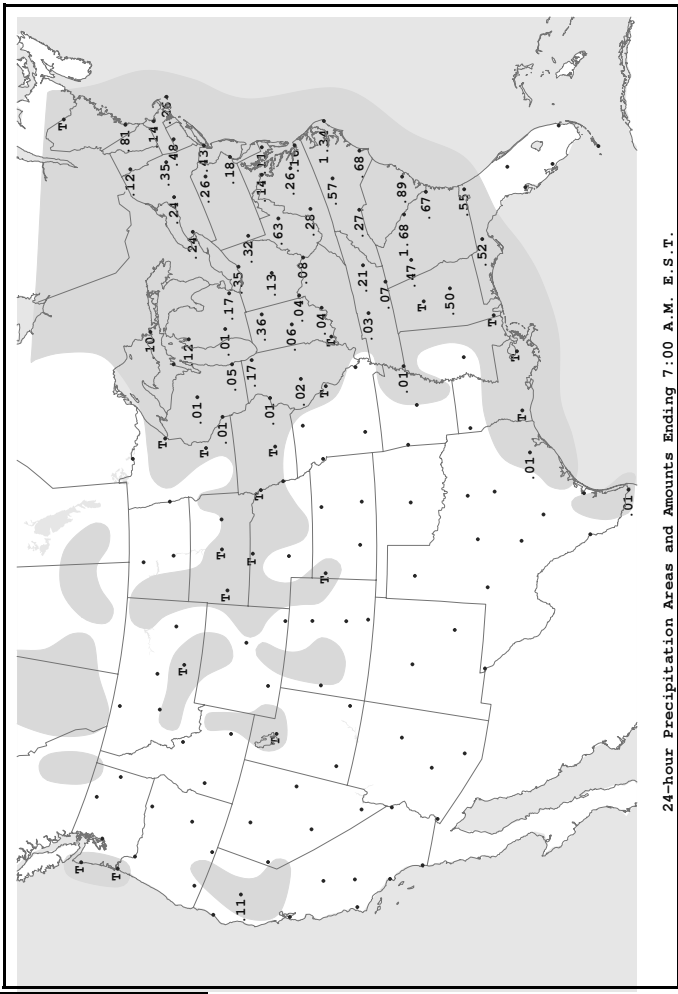 T
T
T
.81
.12
.10
.14
T
.35
.25
.48
.24
T
.12
.24
.01
.43
T
.26
T
.01
.01
T
.17
.18
.05
.35
.11
.32
.17
T
T
.14
.11
.36
.01
.13
T
T
.63
.26
.06
.16
.04
.02
.08
.28
.04
1.34
T
T
T
.57
.68
.27
.21
.03
.07
.89
.01
1.68
.47
T
.67
.50
.55
.52
T
T
T
.01
.01
24-hour Precipitation Areas and Amounts Ending 7:00 A.M. E.S.T.